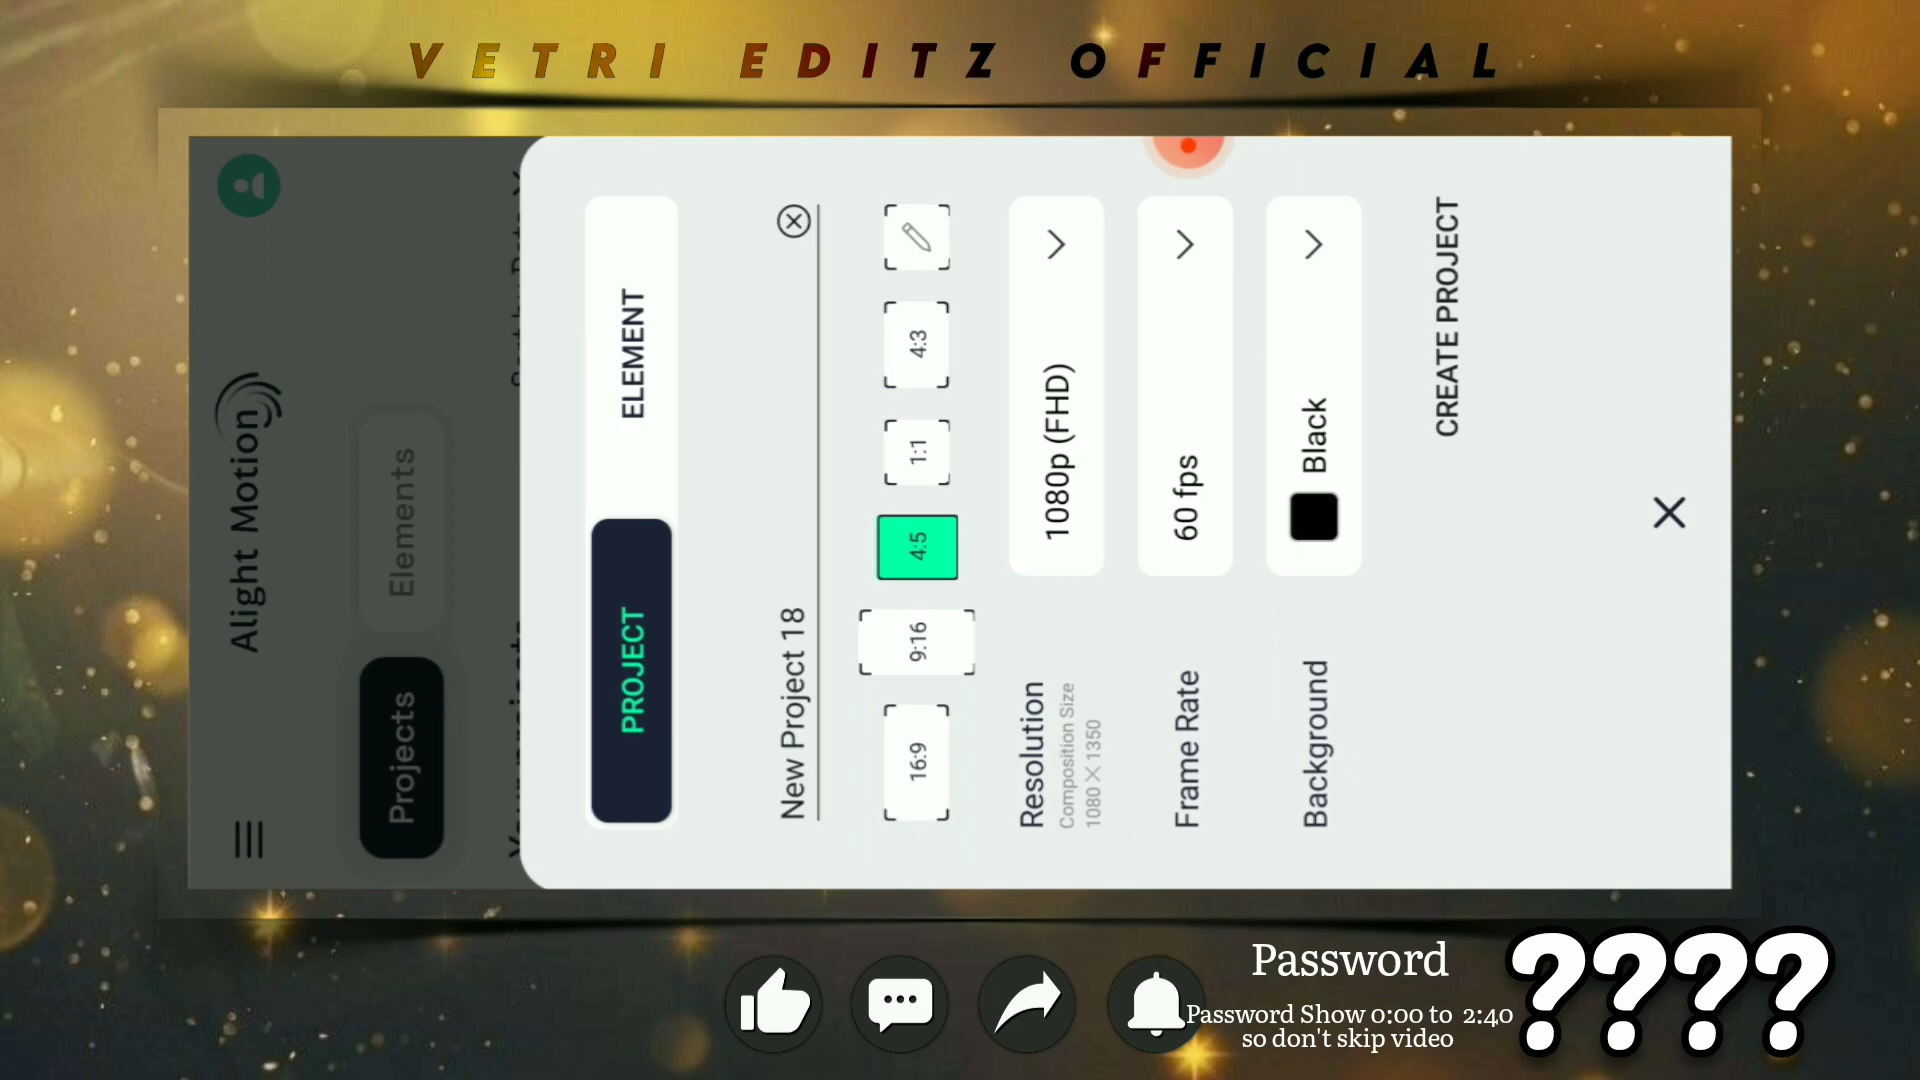 VETRI EDITZ OFFICIAL
Alight Motion
Projects
Elements
PROJECT
ELEMENT
New Project 18
16:9
9:16
4:5
1:1
4:3
Resolution
1080p (FHD)
Composition Size
1080 X 1350
Frame Rate
60 fps
Background
Black
CREATE PROJECT
Password
????
Password Show 0:00 to 2:40
so don't skip video